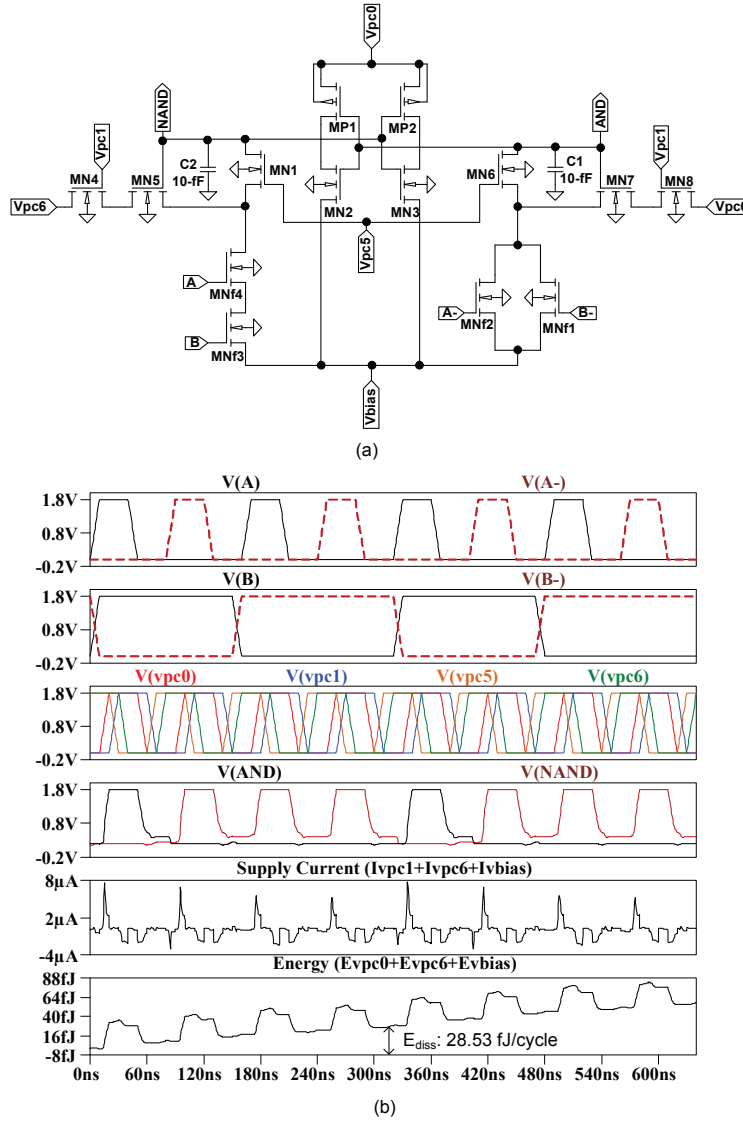 Vpc0
MP1 MP2
NAND AND
Vpc1 Vpc1
MN4 MN5 C2 10-fF MN1 MN2 MN3 MN6 C1 10-fF MN7 MN8
Vpc6 Vpc5
A MNf4 A- MNf2 B- MNf1
B MNf3
Vbias
(a)
V(A) V(A-)
1.8V
0.8V
-0.2V
V(B) V(B-)
1.8V
0.8V
-0.2V
V(vpc0) V(vpc1) V(vpc5) V(vpc6)
1.8V
0.8V
-0.2V
V(AND) V(NAND)
1.8V
0.8V
-0.2V
Supply Current (Ivpc1+Ivpc6+Ivbias)
8µA
2µA
-4µA
Energy (Evpc0+Evpc6+Evbias)
88fJ
64fJ
40fJ
16fJ
-8fJ
Ediss: 28.53 fJ/cycle
0ns 60ns 120ns 180ns 240ns 300ns 360ns 420ns 480ns 540ns 600ns
(b)